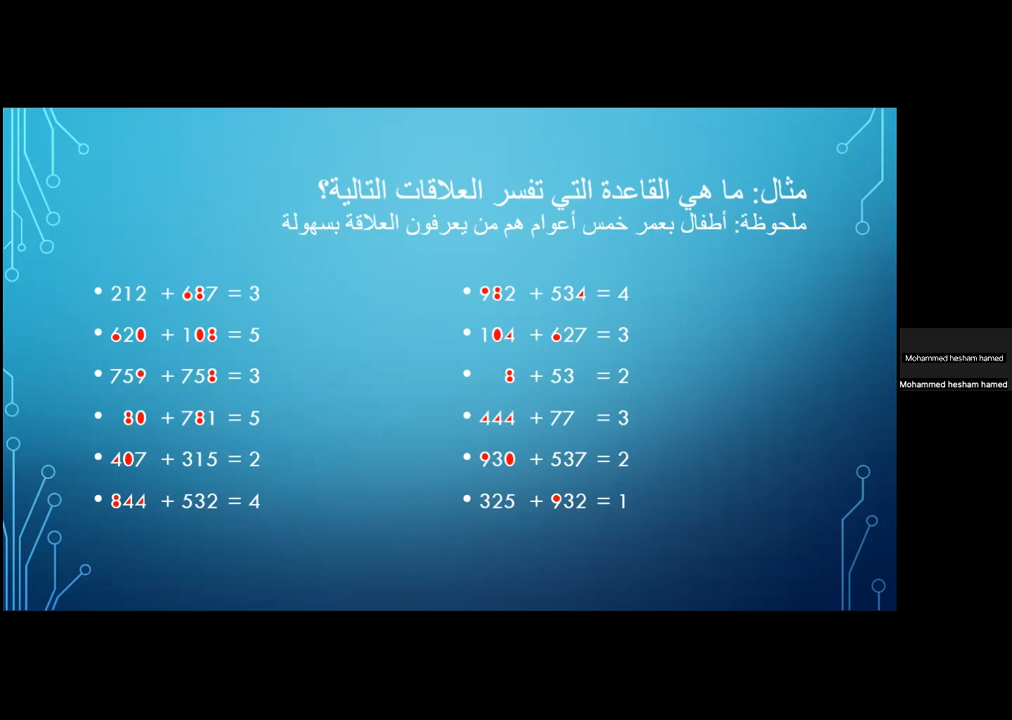 مثال: ما هي القاعدة التي تفسر العلاقات التالية؟
ملحوظة: أطفال بعمر خمس أعوام هم من يعرفون العلاقة بسهولة
• 212 + 687 = 3
• 620 + 108 = 5
• 759 + 758 = 3
• 80 + 781 = 5
• 407 + 315 = 2
• 844 + 532 = 4
• 982 + 534 = 4
• 104 + 627 = 3
• 8 + 53 = 2
• 444 + 77 = 3
• 930 + 537 = 2
• 325 + 932 = 1
Mohammed hesham hamed
Mohammed hesham hamed